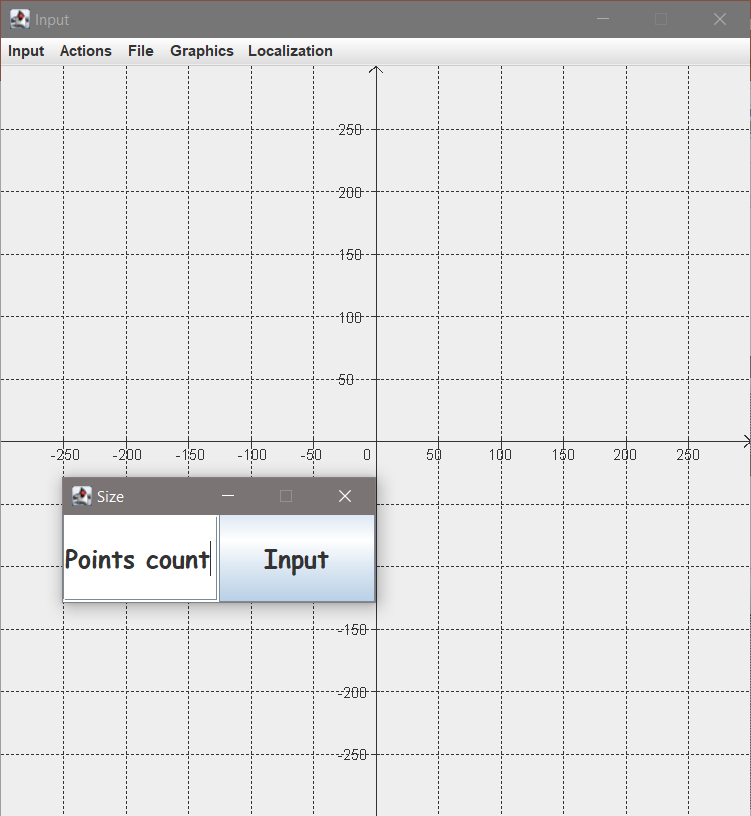 Input
Input Actions File Graphics Localization
250
200
150
100
50
-250 -200 -150 -100 -50 0 50 100 150 200 250
Size
Points count Input
-150
-200
-250